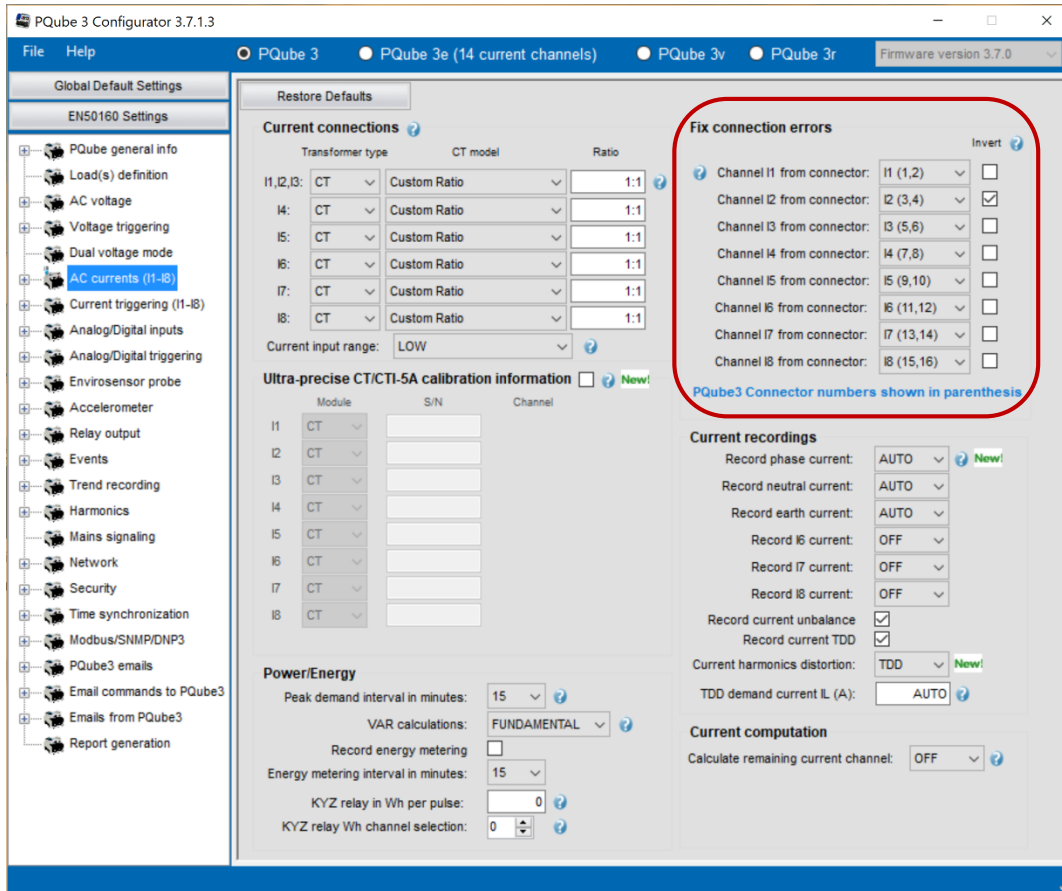 PQube 3 Configurator 3.7.1.3
File Help PQube 3 PQube 3e (14 current channels) PQube 3v PQube 3r Firmware version 3.7.0
Global Default Settings
EN50160 Settings
PQube general info
Load(s) definition
AC voltage
Voltage triggering
Dual voltage mode
AC currents (I1-I8)
Current triggering (I1-I8)
Analog/Digital inputs
Analog/Digital triggering
Envirosensor probe
Accelerometer
Relay output
Events
Trend recording
Harmonics
Mains signaling
Network
Security
Time synchronization
Modbus/SNMP/DNP3
PQube3 emails
Email commands to PQube3
Emails from PQube3
Report generation
Restore Defaults
Current connections ?
Transformer type CT model Ratio
I1,I2,I3: CT Custom Ratio 1:1 ?
I4: CT Custom Ratio 1:1
I5: CT Custom Ratio 1:1
I6: CT Custom Ratio 1:1
I7: CT Custom Ratio 1:1
I8: CT Custom Ratio 1:1
Current input range: LOW ?
Ultra-precise CT/CTI-5A calibration information ? New!
Module S/N Channel
I1 CT
I2 CT
I3 CT
I4 CT
I5 CT
I6 CT
I7 CT
I8 CT
Power/Energy
Peak demand interval in minutes: 15 ?
VAR calculations: FUNDAMENTAL ?
Record energy metering
Energy metering interval in minutes: 15
KYZ relay in Wh per pulse: 0 ?
KYZ relay Wh channel selection: 0 ?
Fix connection errors
Invert ?
? Channel I1 from connector: I1 (1,2)
Channel I2 from connector: I2 (3,4)
Channel I3 from connector: I3 (5,6)
Channel I4 from connector: I4 (7,8)
Channel I5 from connector: I5 (9,10)
Channel I6 from connector: I6 (11,12)
Channel I7 from connector: I7 (13,14)
Channel I8 from connector: I8 (15,16)
PQube3 Connector numbers shown in parenthesis
Current recordings
Record phase current: AUTO ? New!
Record neutral current: AUTO
Record earth current: AUTO
Record I6 current: OFF
Record I7 current: OFF
Record I8 current: OFF
Record current unbalance
Record current TDD
Current harmonics distortion: TDD New!
TDD demand current IL (A): AUTO ?
Current computation
Calculate remaining current channel: OFF ?